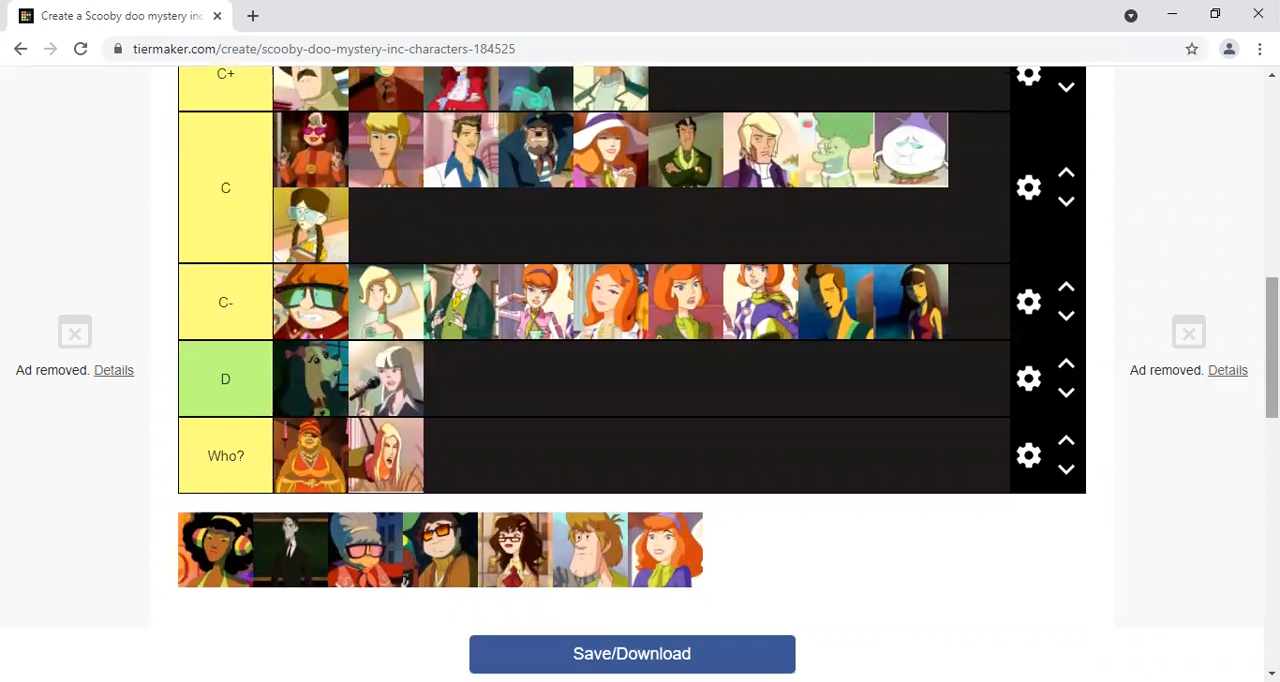 Create a Scooby doo mystery inc
tiermaker.com/create/scooby-doo-mystery-inc-characters-184525
C+
C
C-
D
Who?
Ad removed. Details
Ad removed. Details
Save/Download